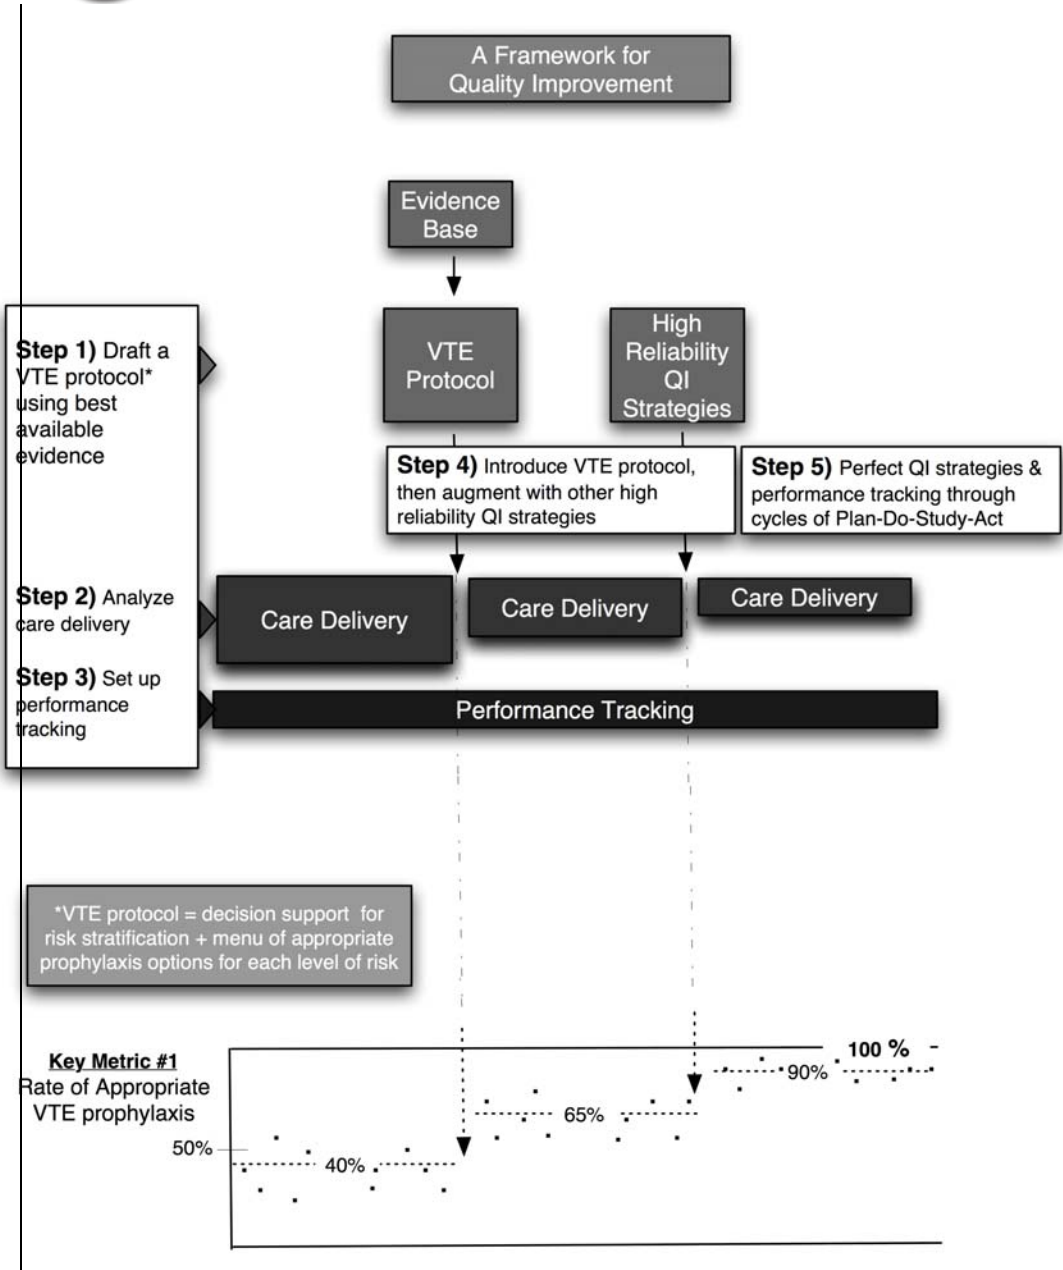 A Framework for
Quality Improvement
Evidence
Base
Step 1) Draft a
VTE protocol*
using best
available
evidence
VTE
Protocol
High
Reliability
QI
Strategies
Step 4) Introduce VTE protocol,
then augment with other high
reliability QI strategies
Step 5) Perfect QI strategies &
performance tracking through
cycles of Plan-Do-Study-Act
Step 2) Analyze
care delivery
Care Delivery
Care Delivery
Care Delivery
Step 3) Set up
performance
tracking
Performance Tracking
*VTE protocol = decision support for
risk stratification + menu of appropriate
prophylaxis options for each level of risk
Key Metric #1
Rate of Appropriate
VTE prophylaxis
100 %
90%
65%
50%
40%